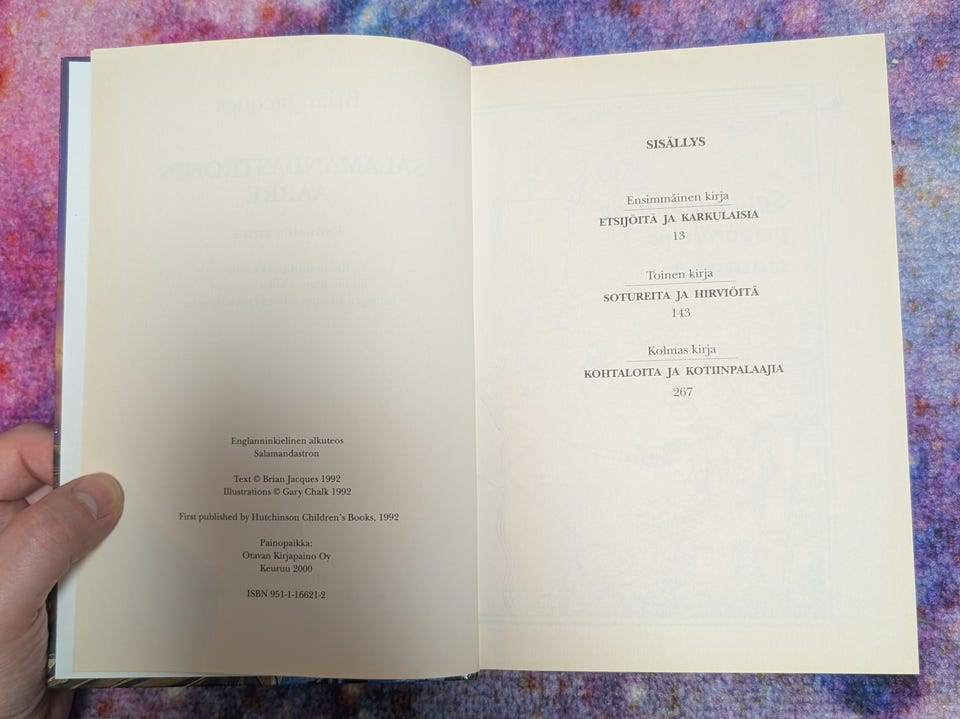 Englanninkielinen alkuteos
Salamandastron
Text © Brian Jacques 1992
Illustrations © Gary Chalk 1992
First published by Hutchinson Children's Books, 1992
Painopaikka:
Otavan Kirjapaino Oy
Keuruu 2000
ISBN 951-1-16621-2
SISÄLLYS
Ensimmäinen kirja
ETSIJÖITÄ JA KARKULAISIA
13
Toinen kirja
SOTUREITA JA HIRVIÖITÄ
143
Kolmas kirja
KOHTALOITA JA KOTIINPALAAJIA
267